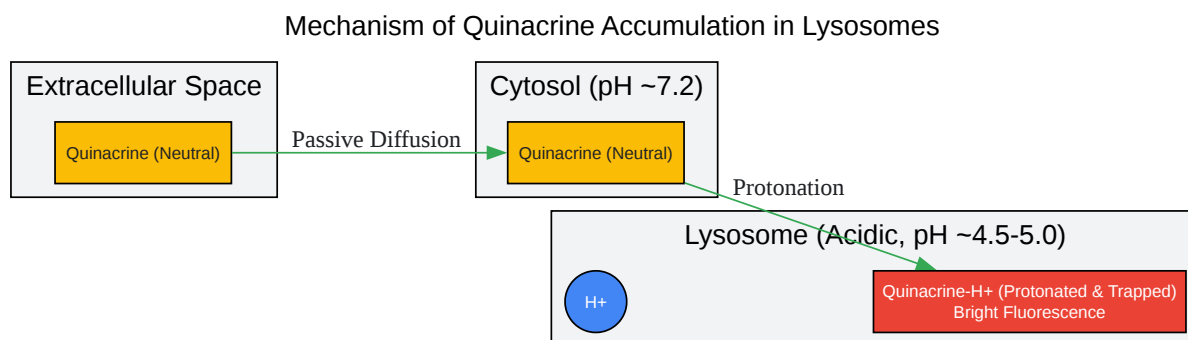 Mechanism of Quinacrine Accumulation in Lysosomes
Extracellular Space
Quinacrine (Neutral)
Passive Diffusion
Cytosol (pH ~7.2)
Quinacrine (Neutral)
Protonation
Lysosome (Acidic, pH ~4.5-5.0)
H+
Quinacrine-H+ (Protonated & Trapped)
Bright Fluorescence